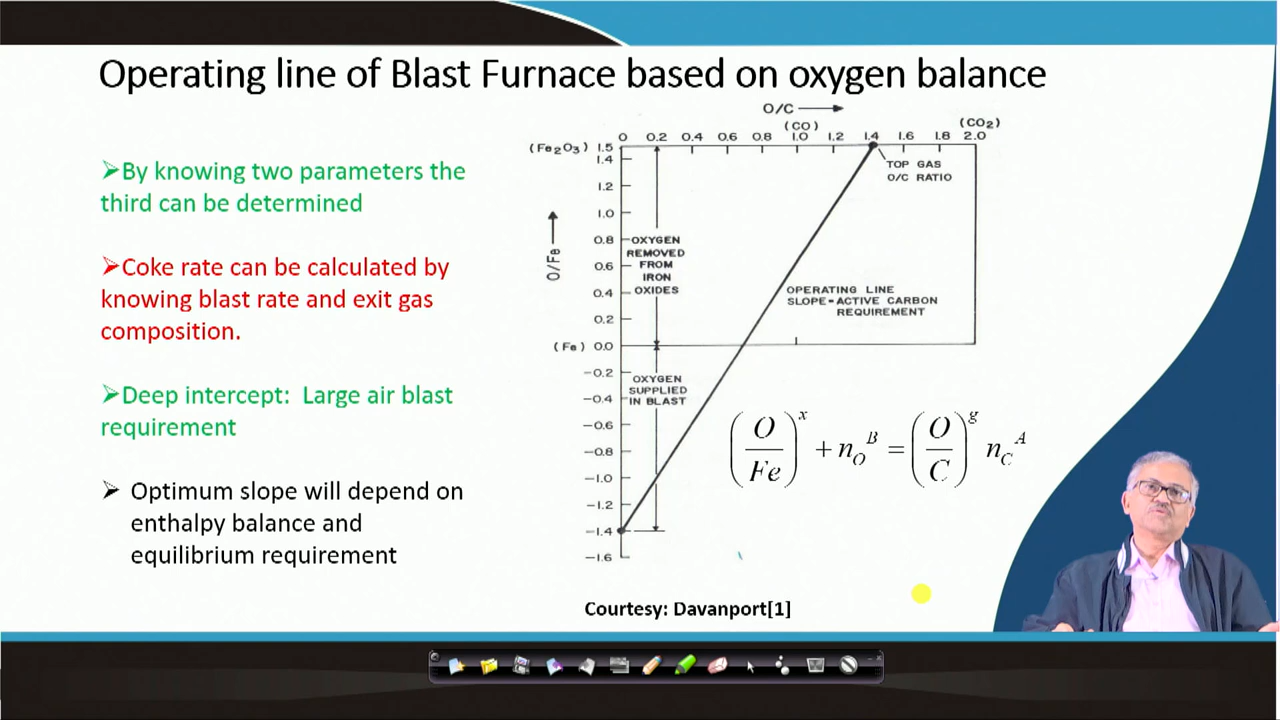 Operating line of Blast Furnace based on oxygen balance
➢By knowing two parameters the
third can be determined
➢Coke rate can be calculated by
knowing blast rate and exit gas
composition.
➢Deep intercept: Large air blast
requirement
➢ Optimum slope will depend on
enthalpy balance and
equilibrium requirement
O/C
(CO) (CO2)
0 0.2 0.4 0.6 0.8 1.0 1.2 1.4 1.6 1.8 2.0
(Fe2O3) 1.5
1.4
1.2
1.0
0.8
0.6
0.4
0.2
(Fe) 0.0
-0.2
-0.4
-0.6
-0.8
-1.0
-1.2
-1.4
-1.6
O/Fe
TOP GAS
O/C RATIO
OXYGEN
REMOVED
FROM
IRON
OXIDES
OPERATING LINE
SLOPE=ACTIVE CARBON
REQUIREMENT
OXYGEN
SUPPLIED
IN BLAST
(O/Fe)^x + n_O^B = (O/C)^g n_C^A
Courtesy: Davanport[1]